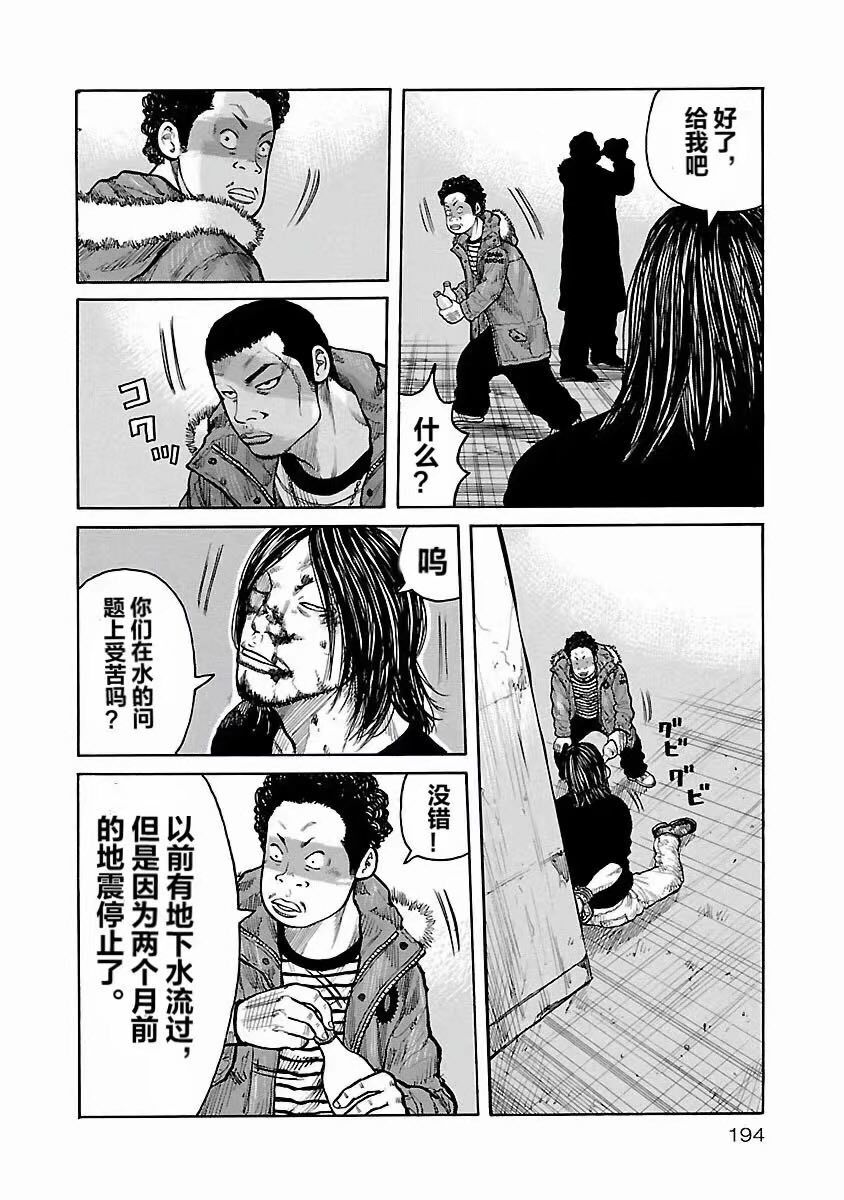 好了，
给我吧
什么？
コクッ
グビ
グビ
呜
你们在水的问
题上受苦吗？
没错！
以前有地下水流过，
但是因为两个月前
的地震停止了。
194